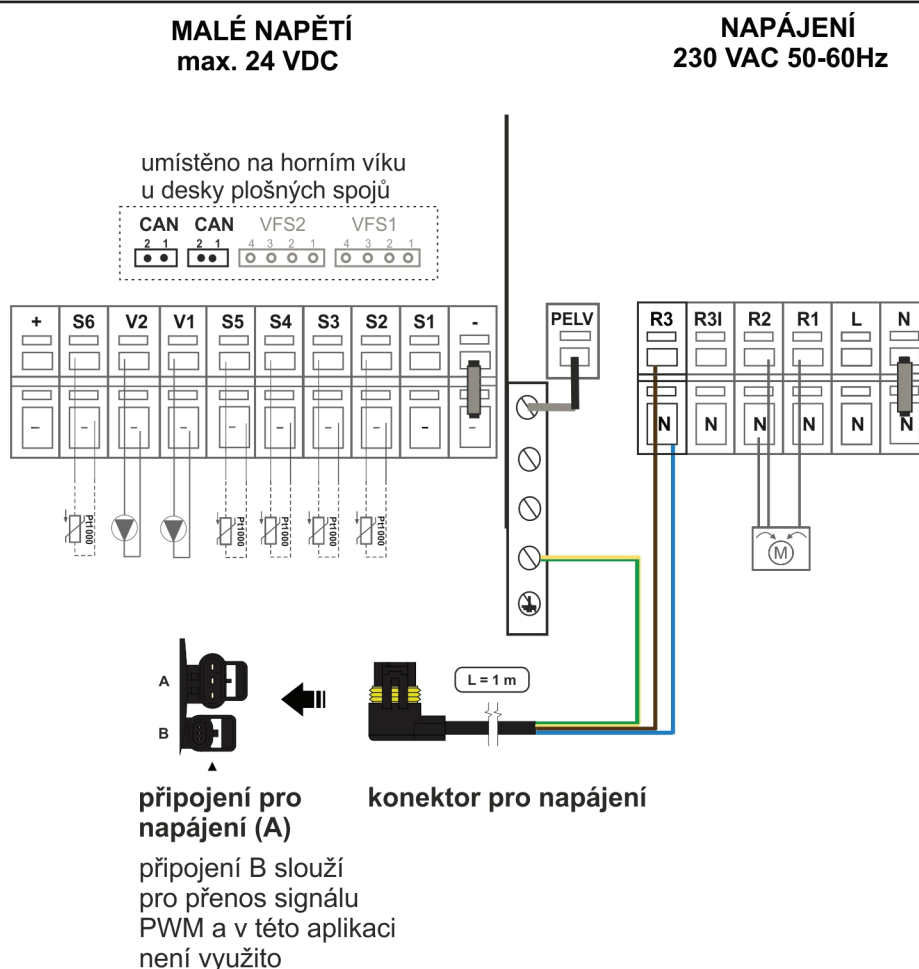 MALÉ NAPĚTÍ
max. 24 VDC
NAPÁJENÍ
230 VAC 50-60Hz
umístěno na horním víku
u desky plošných spojů
CAN CAN VFS2 VFS1
2 1 2 1 4 3 2 1 4 3 2 1
+ S6 V2 V1 S5 S4 S3 S2 S1 -
PELV
R3 R3I R2 R1 L N
- - - - - - - - - -
N N N N N N
Pt1000 Pt1000 Pt1000 Pt1000 Pt1000
M
A
B
L = 1 m
připojení pro
napájení (A)
konektor pro napájení
připojení B slouží
pro přenos signálu
PWM a v této aplikaci
není využito